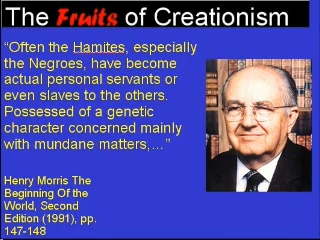 The Fruits of Creationism
“Often the Hamites, especially
the Negroes, have become
actual personal servants or
even slaves to the others.
Possessed of a genetic
character concerned mainly
with mundane matters,…”
Henry Morris The
Beginning Of the
World, Second
Edition (1991), pp.
147-148